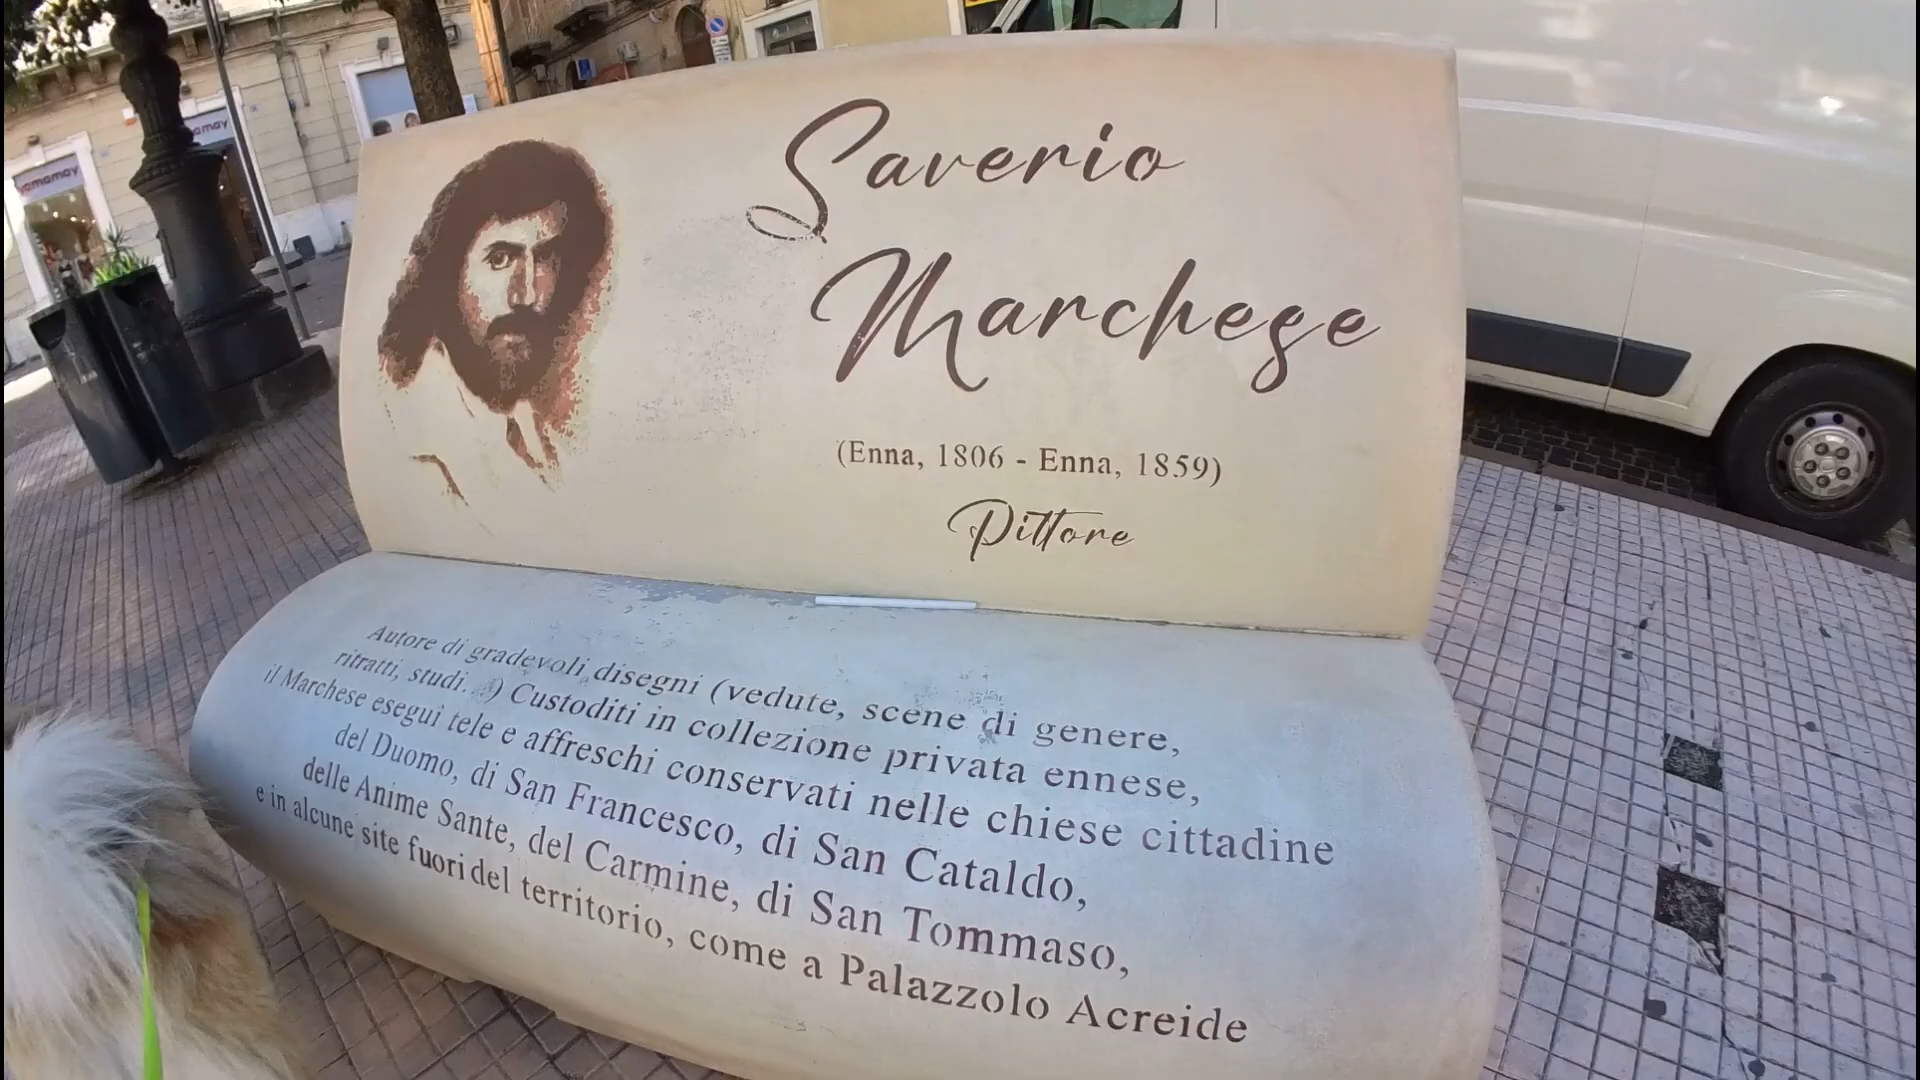 yamamay
amay
Saverio
Marchese
(Enna, 1806 - Enna, 1859)
Pittore
Autore di gradevoli disegni (vedute, scene di genere,
ritratti, studi...) Custoditi in collezione privata ennese,
il Marchese eseguì tele e affreschi conservati nelle chiese cittadine
del Duomo, di San Francesco, di San Cataldo,
delle Anime Sante, del Carmine, di San Tommaso,
e in alcune site fuori del territorio, come a Palazzolo Acreide